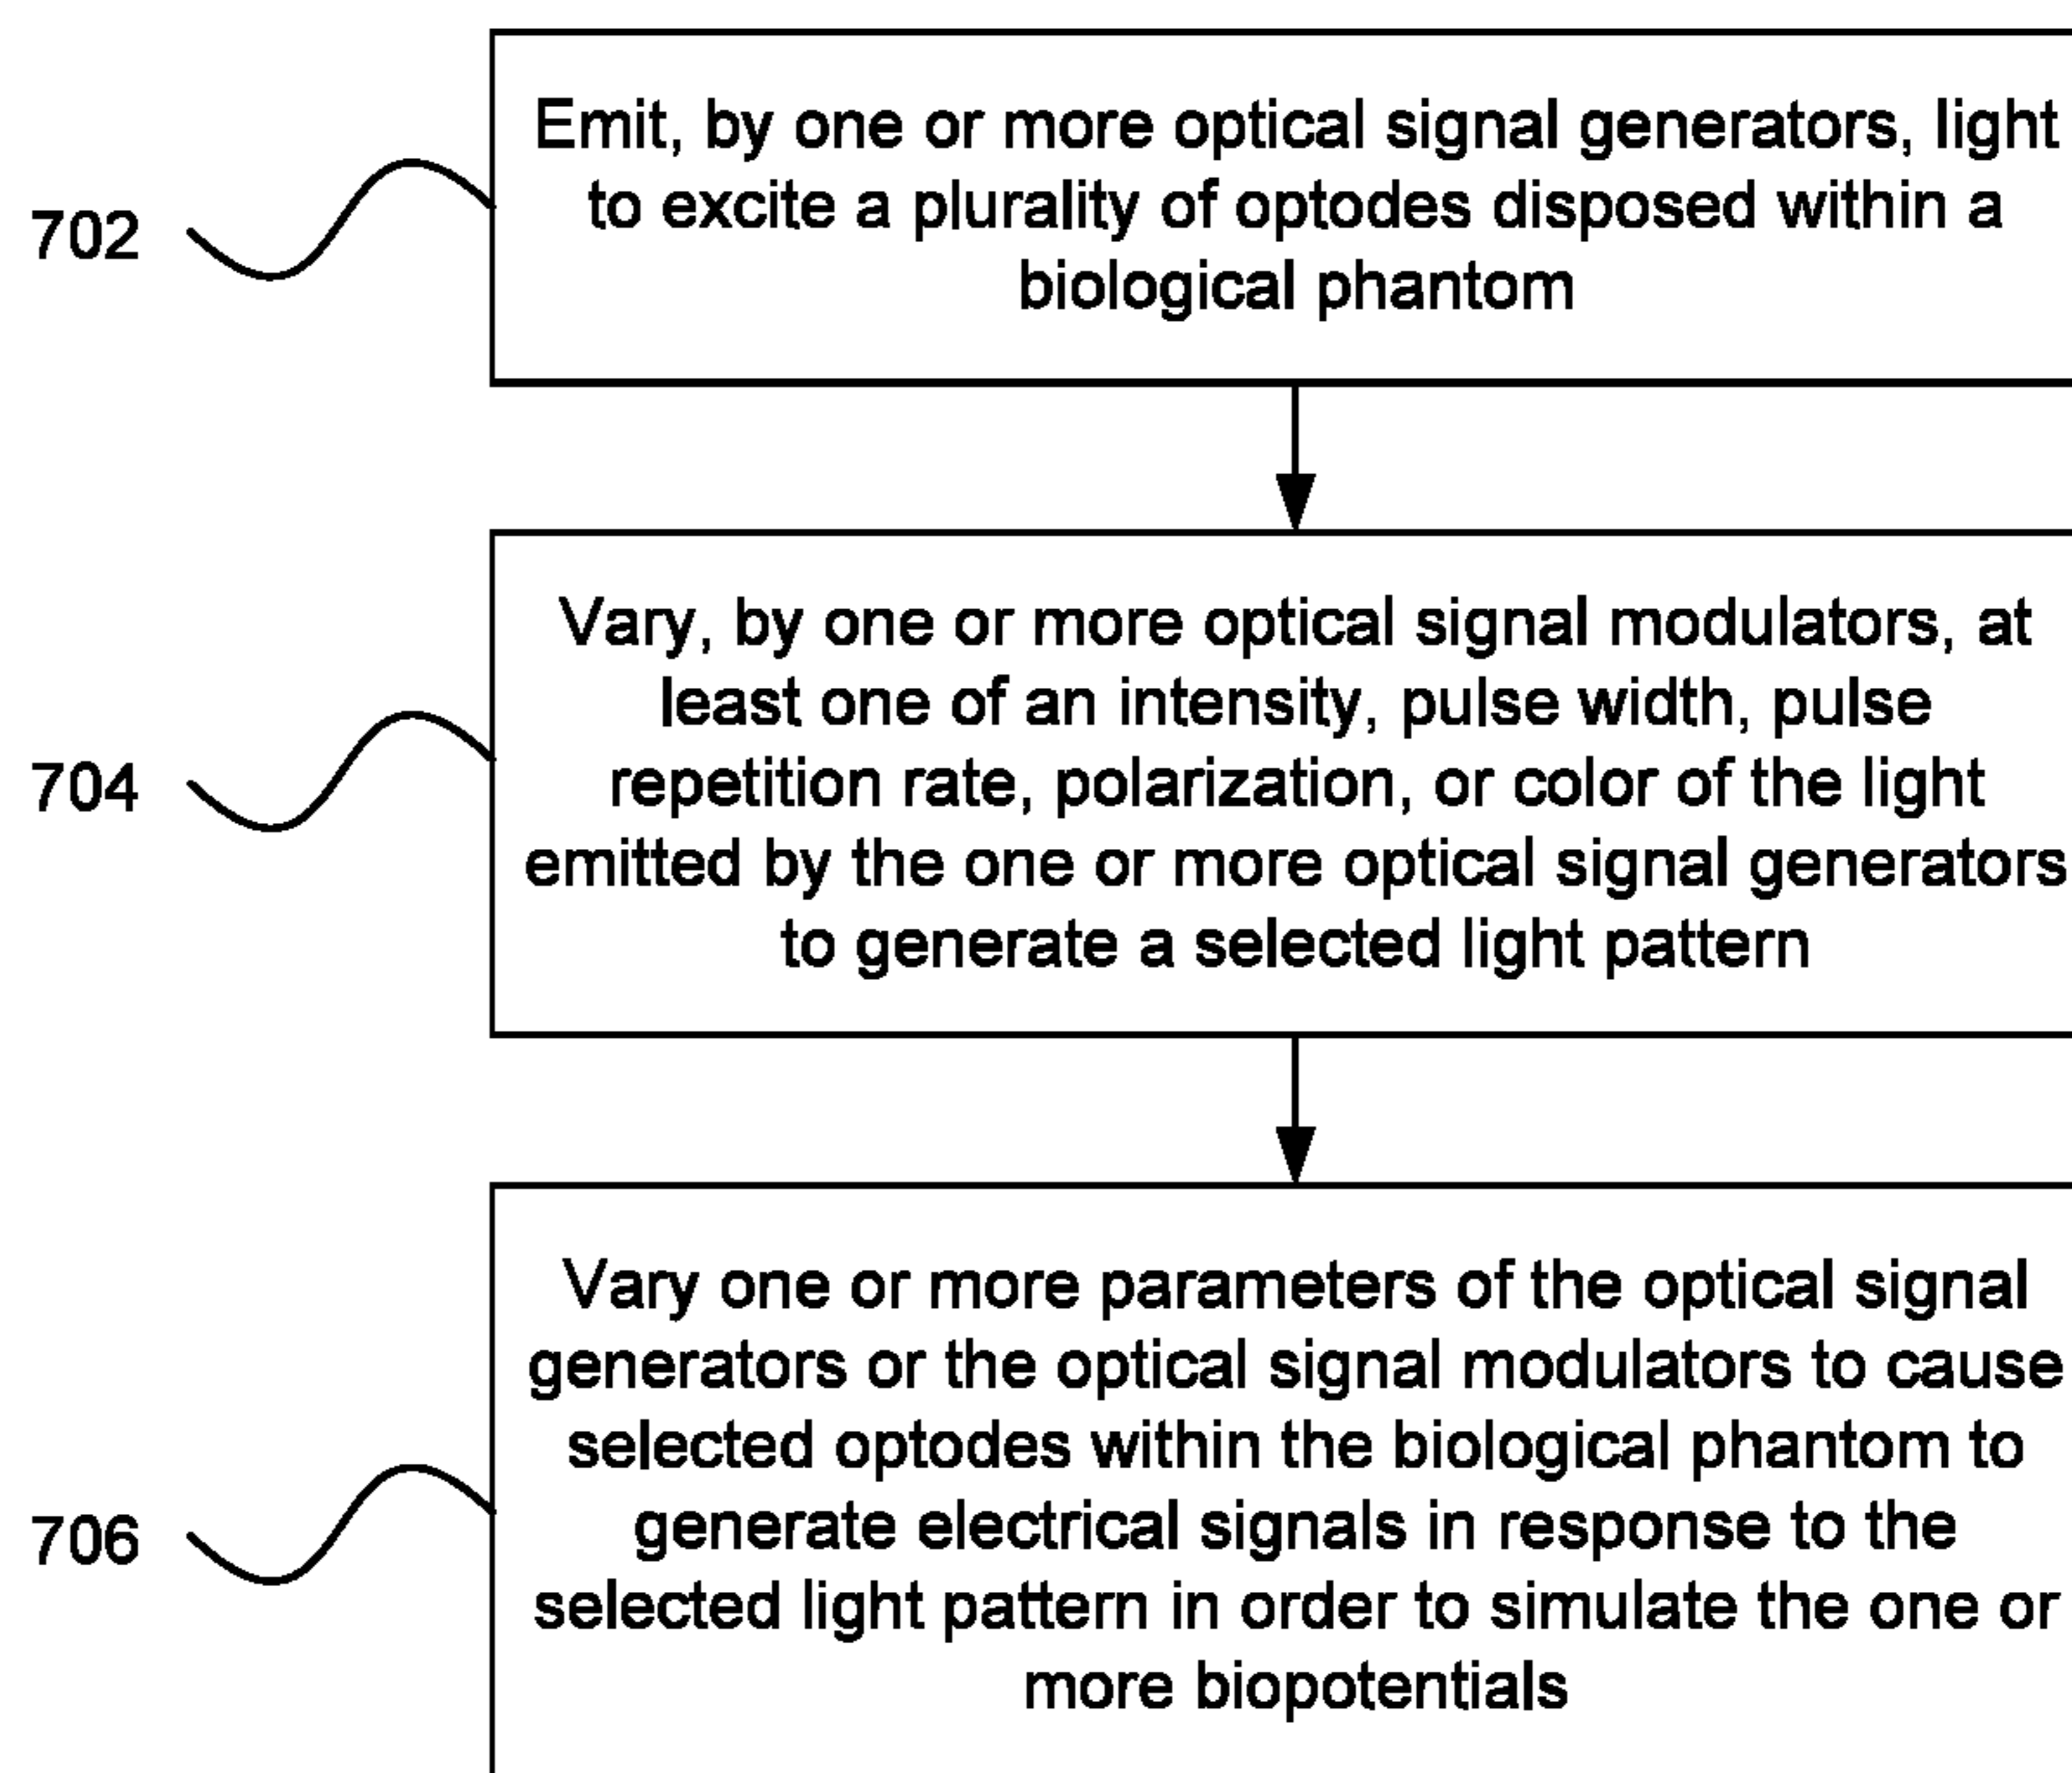 Emit, by one or more optical signal generators, light
to excite a plurality of optodes disposed within a
biological phantom
702
Vary, by one or more optical signal modulators, at
least one of an intensity, pulse width, pulse
repetition rate, polarization, or color of the light
emitted by the one or more optical signal generators
to generate a selected light pattern
704
Vary one or more parameters of the optical signal
generators or the optical signal modulators to cause
selected optodes within the biological phantom to
generate electrical signals in response to the
selected light pattern in order to simulate the one or
more biopotentials
706